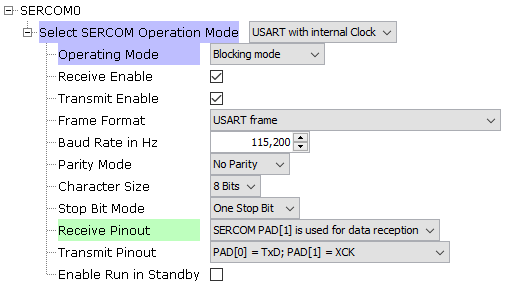 SERCOM0
Select SERCOM Operation Mode USART with internal Clock
Operating Mode Blocking mode
Receive Enable
Transmit Enable
Frame Format USART frame
Baud Rate in Hz 115,200
Parity Mode No Parity
Character Size 8 Bits
Stop Bit Mode One Stop Bit
Receive Pinout SERCOM PAD[1] is used for data reception
Transmit Pinout PAD[0] = TxD; PAD[1] = XCK
Enable Run in Standby